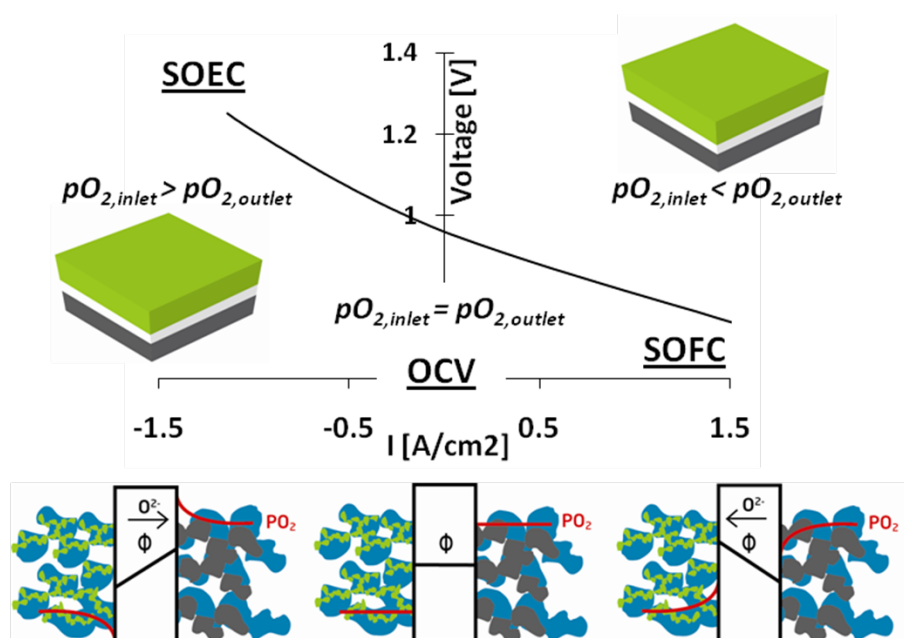 SOEC
1.4
1.2
1
Voltage [V]
pO2,inlet > pO2,outlet
pO2,inlet < pO2,outlet
pO2,inlet = pO2,outlet
SOFC
OCV
-1.5
-0.5
0.5
1.5
I [A/cm2]
O2-
Φ
PO2
Φ
PO2
O2-
Φ
PO2